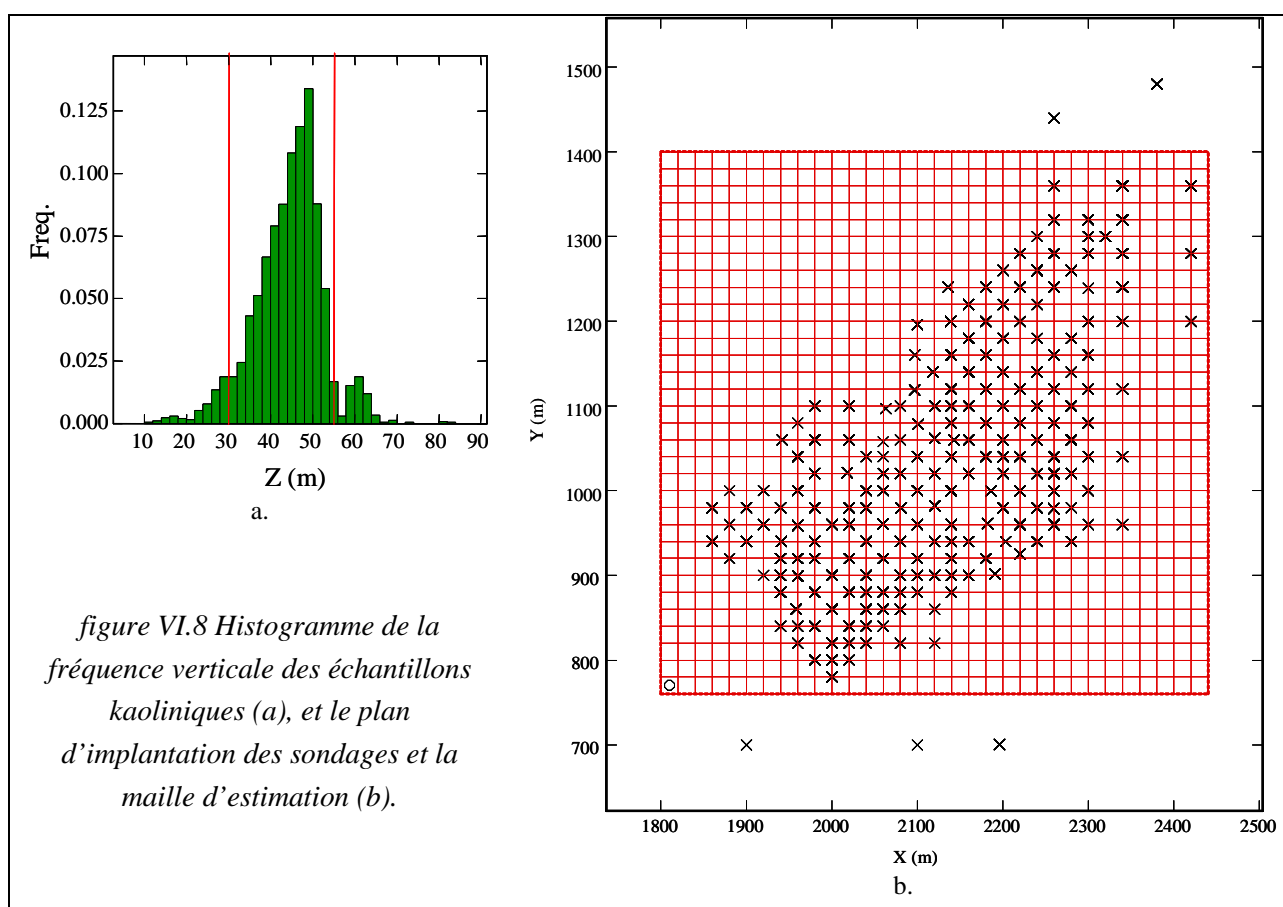 0.125
0.100
0.075
0.050
0.025
0.000
Freq.
10 20 30 40 50 60 70 80 90
Z (m)
a.
figure VI.8 Histogramme de la
fréquence verticale des échantillons
kaoliniques (a), et le plan
d'implantation des sondages et la
maille d'estimation (b).
1500
1400
1300
1200
1100
1000
900
800
700
Y (m)
1800 1900 2000 2100 2200 2300 2400 2500
X (m)
b.